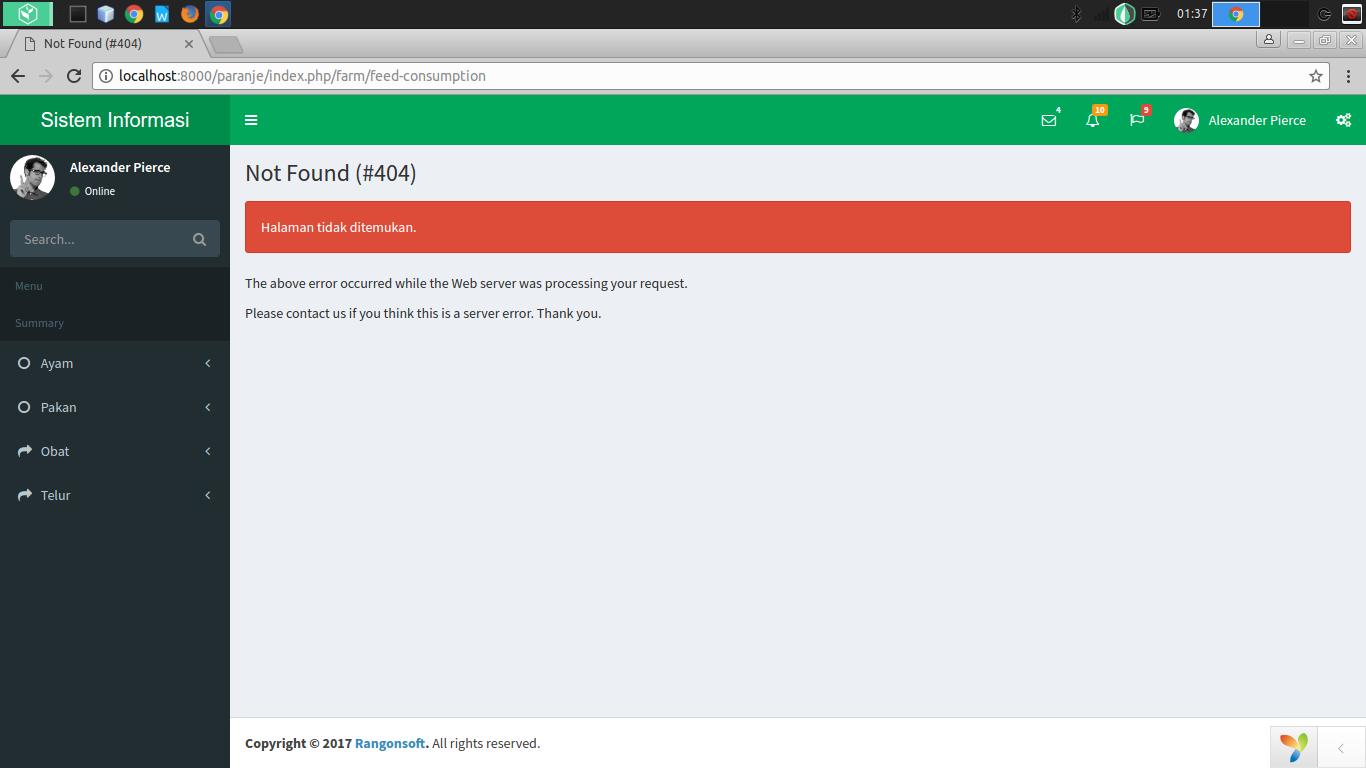 01:37
Not Found (#404)
localhost:8000/paranje/index.php/farm/feed-consumption
Sistem Informasi
4
10
9
Alexander Pierce
Alexander Pierce
Online
Search...
Menu
Summary
Ayam
Pakan
Obat
Telur
Not Found (#404)
Halaman tidak ditemukan.
The above error occurred while the Web server was processing your request.
Please contact us if you think this is a server error. Thank you.
Copyright © 2017 Rangonsoft. All rights reserved.